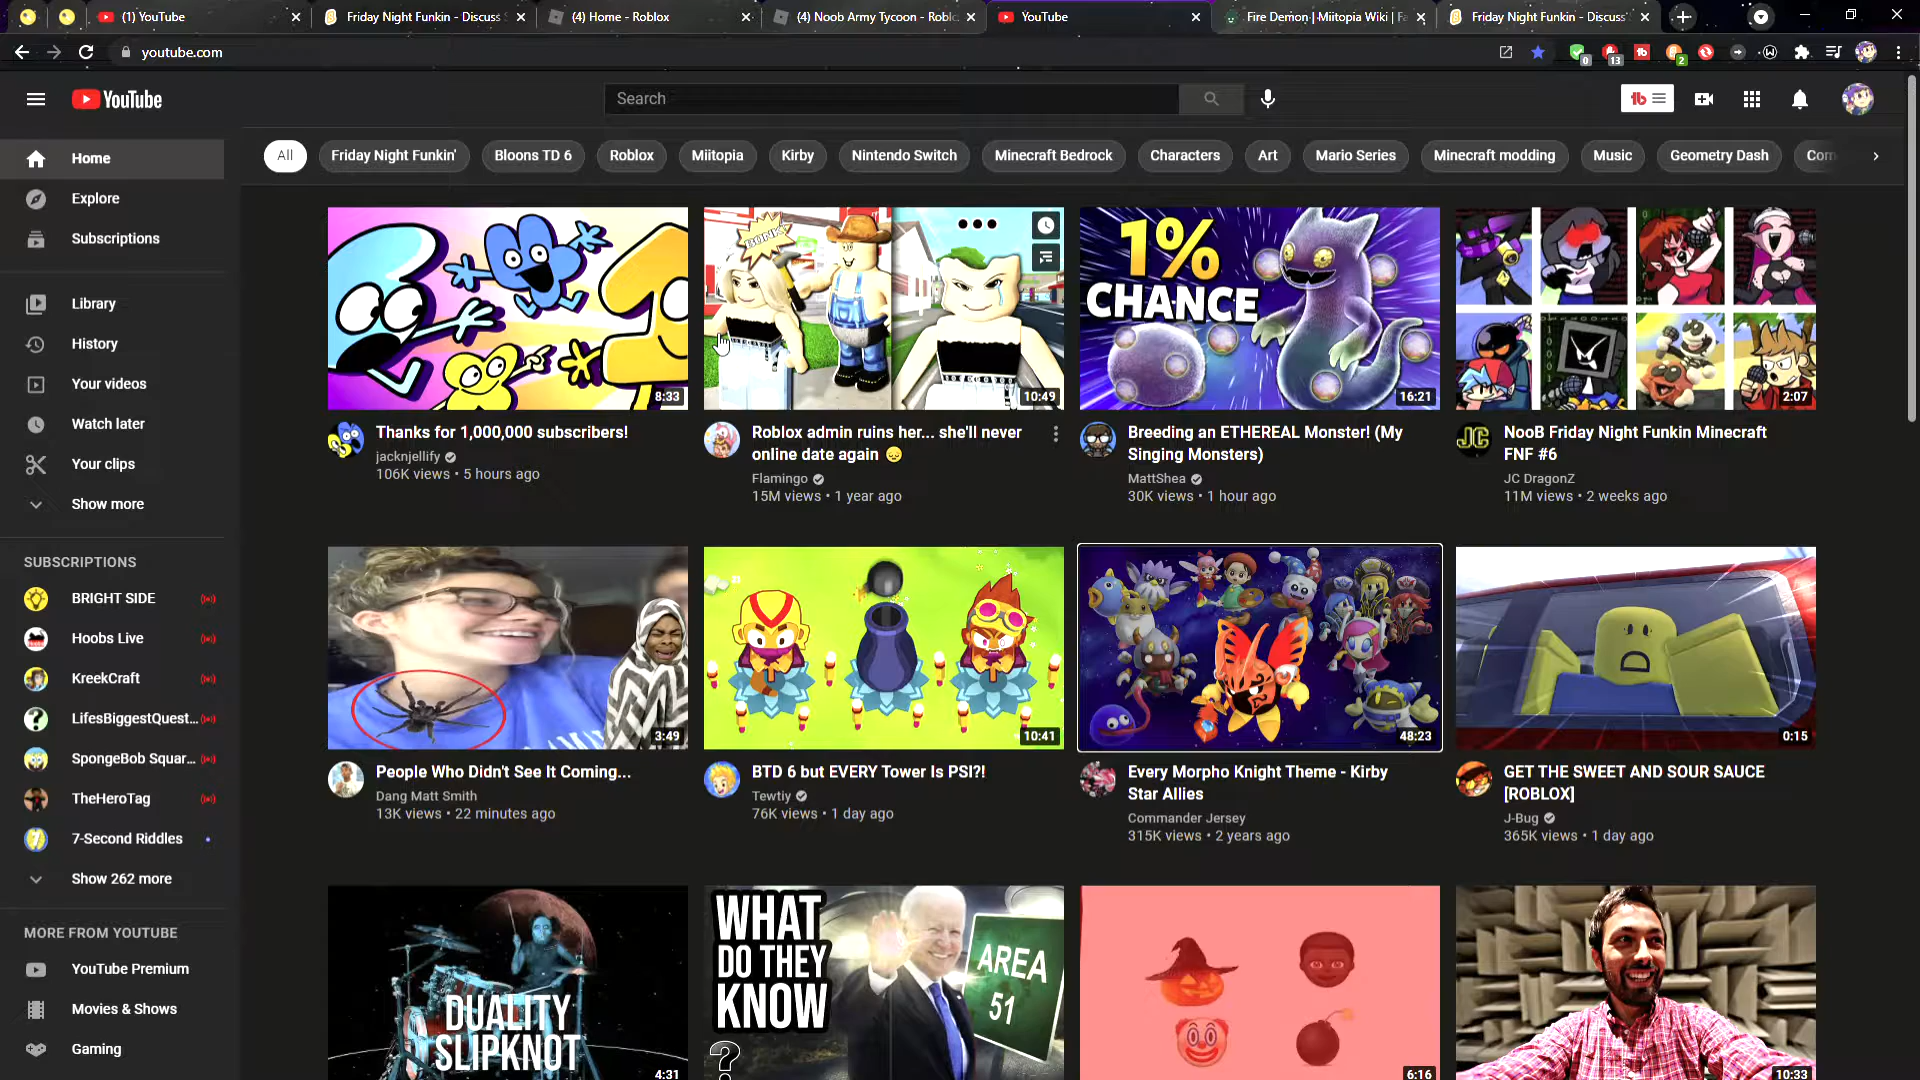 (1) YouTube
Friday Night Funkin - Discuss S
(4) Home - Roblox
(4) Noob Army Tycoon - Roblo
YouTube
Fire Demon | Miitopia Wiki | Fa
Friday Night Funkin - Discuss S
youtube.com
0
13
2
YouTube
Search
All
Friday Night Funkin'
Bloons TD 6
Roblox
Miitopia
Kirby
Nintendo Switch
Minecraft Bedrock
Characters
Art
Mario Series
Minecraft modding
Music
Geometry Dash
Com
Home
Explore
Subscriptions
Library
History
Your videos
Watch later
Your clips
Show more
SUBSCRIPTIONS
BRIGHT SIDE
Hoobs Live
KreekCraft
LifesBiggestQuest...
SpongeBob Squar...
TheHeroTag
7-Second Riddles
Show 262 more
MORE FROM YOUTUBE
YouTube Premium
Movies & Shows
Gaming
8:33
Thanks for 1,000,000 subscribers!
jacknjellify
106K views • 5 hours ago
BONK
10:49
Roblox admin ruins her... she'll never
online date again 😔
Flamingo
15M views • 1 year ago
1%
CHANCE
16:21
Breeding an ETHEREAL Monster! (My
Singing Monsters)
MattShea
30K views • 1 hour ago
2:07
JC
NooB Friday Night Funkin Minecraft
FNF #6
JC DragonZ
11M views • 2 weeks ago
3:49
People Who Didn't See It Coming...
Dang Matt Smith
13K views • 22 minutes ago
10:41
BTD 6 but EVERY Tower Is PSI?!
Tewtiy
76K views • 1 day ago
48:23
Every Morpho Knight Theme - Kirby
Star Allies
Commander Jersey
315K views • 2 years ago
0:15
GET THE SWEET AND SOUR SAUCE
[ROBLOX]
J-Bug
365K views • 1 day ago
DUALITY
SLIPKNOT
4:31
WHAT
DO THEY
KNOW
?
AREA
51
6:16
10:33